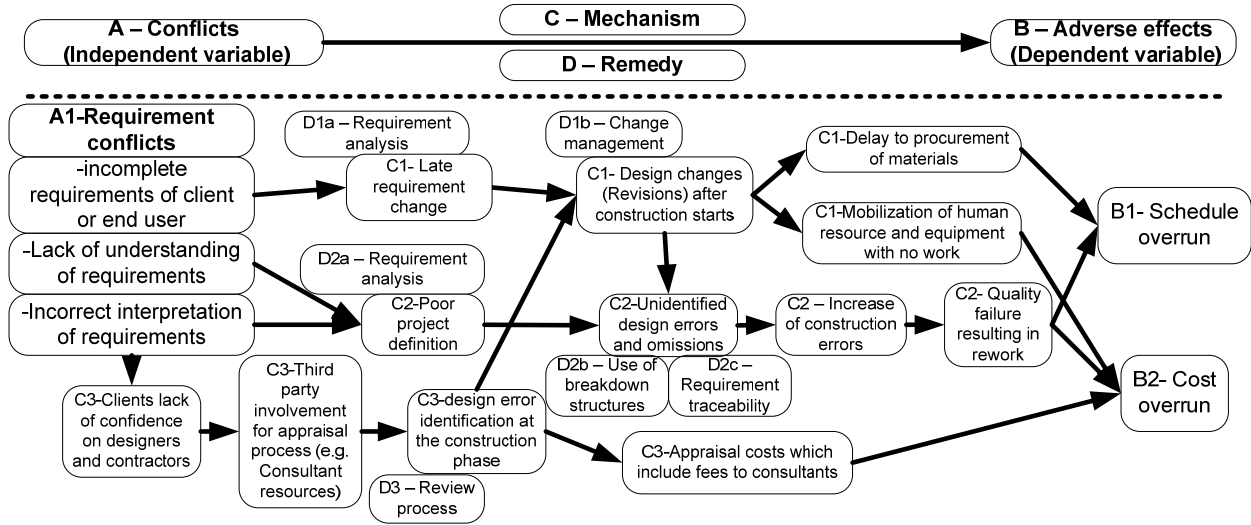 A – Conflicts
(Independent variable)
C – Mechanism
D – Remedy
B – Adverse effects
(Dependent variable)
A1-Requirement
conflicts
-incomplete
requirements of client
or end user
-Lack of understanding
of requirements
-Incorrect interpretation
of requirements
D1a – Requirement
analysis
C1- Late
requirement
change
D1b – Change
management
C1- Design changes
(Revisions) after
construction starts
C1-Delay to procurement
of materials
C1-Mobilization of human
resource and equipment
with no work
B1- Schedule
overrun
D2a – Requirement
analysis
C2-Poor
project
definition
C2-Unidentified
design errors
and omissions
D2b – Use of
breakdown
structures
D2c –
Requirement
traceability
C2 – Increase
of construction
errors
C2- Quality
failure
resulting in
rework
B2- Cost
overrun
C3-Clients lack
of confidence
on designers
and contractors
C3-Third
party
involvement
for appraisal
process (e.g.
Consultant
resources)
C3-design error
identification at
the construction
phase
D3 – Review
process
C3-Appraisal costs which
include fees to consultants